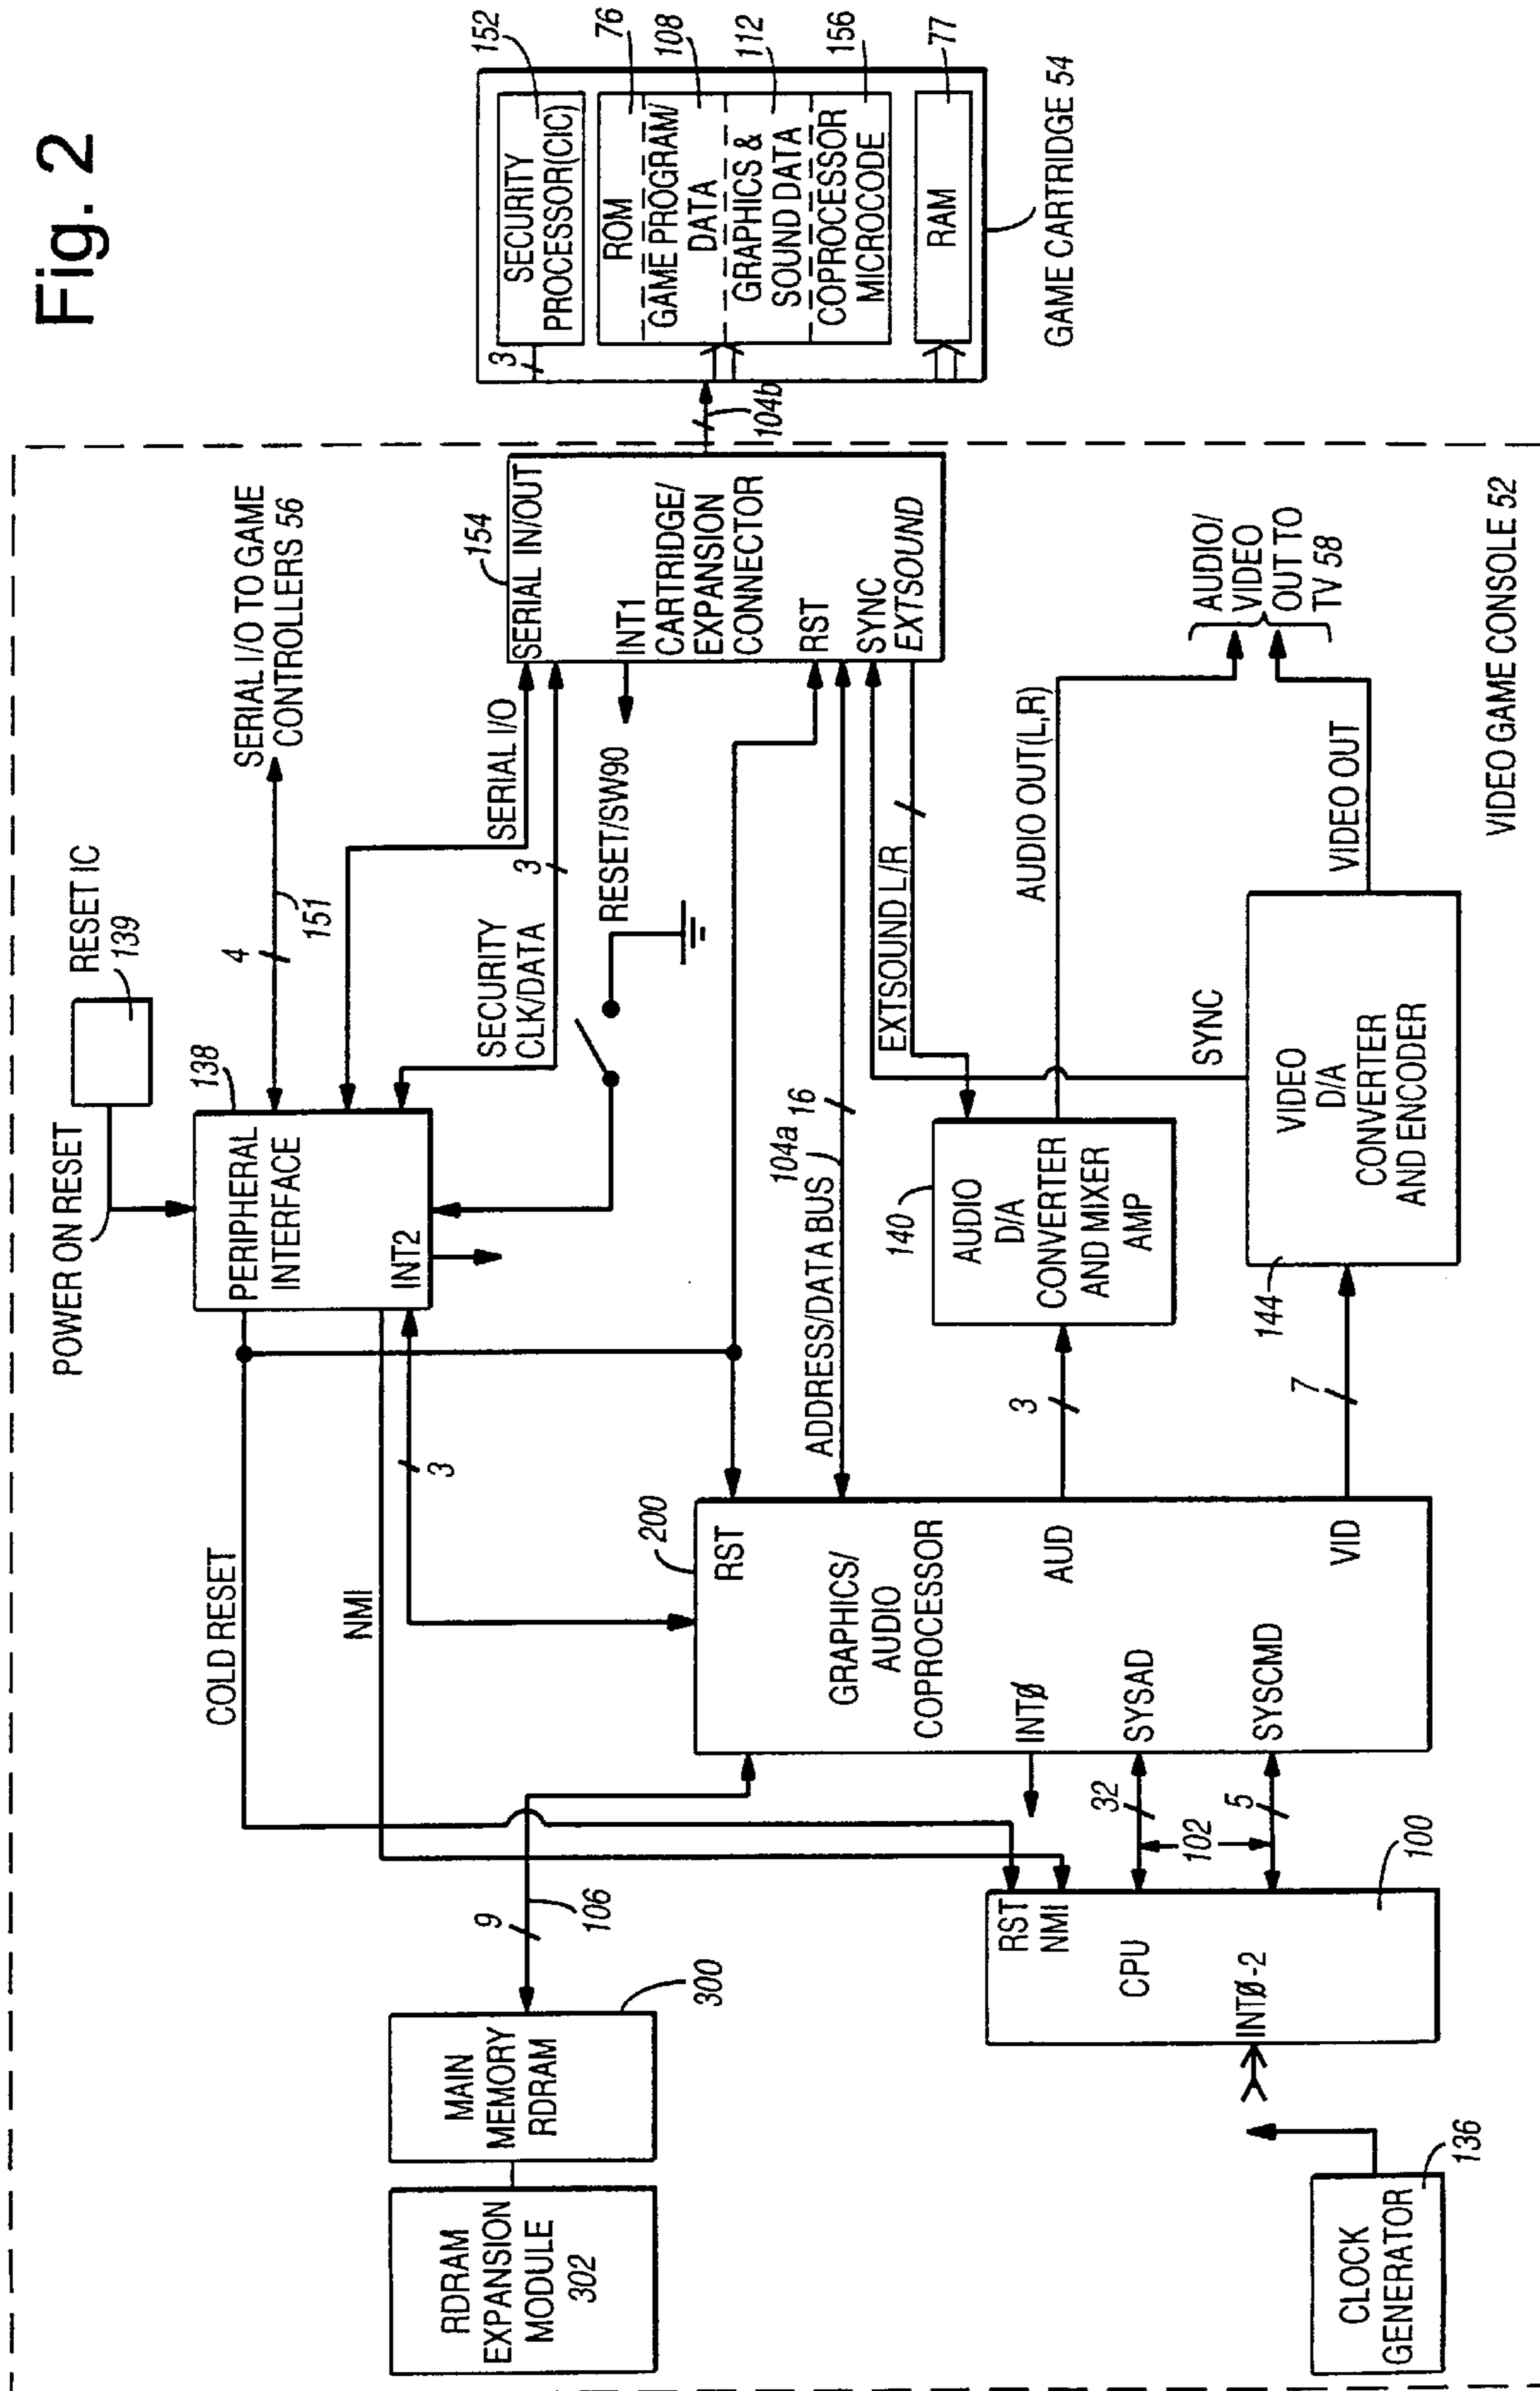 Fig. 2
POWER ON RESET
RESET IC
139
138
PERIPHERAL
INTERFACE
INT2
4
151
SERIAL I/O TO GAME
CONTROLLERS 56
COLD RESET
NMI
3
SECURITY
CLK/DATA
3
SERIAL I/O
RESET/SW90
154
SERIAL IN/OUT
INT1
CARTRIDGE/
EXPANSION
CONNECTOR
RST
SYNC
EXTSOUND
104b
3
SECURITY
PROCESSOR(CIC)
152
ROM
76
GAME PROGRAM/
DATA
108
GRAPHICS &
SOUND DATA
112
COPROCESSOR
MICROCODE
156
RAM
77
GAME CARTRIDGE 54
RDRAM
EXPANSION
MODULE
302
MAIN
MEMORY
RDRAM
300
9
106
200
RST
GRAPHICS/
AUDIO
COPROCESSOR
AUD
VID
INTØ
SYSAD
SYSCMD
ADDRESS/DATA BUS
104a
16
EXTSOUND L/R
3
140
AUDIO
D/A
CONVERTER
AND MIXER
AMP
AUDIO OUT(L,R)
7
144
VIDEO
D/A
CONVERTER
AND ENCODER
SYNC
VIDEO OUT
AUDIO/
VIDEO
OUT TO
TV 58
RST
NMI
CPU
INTØ-2
100
32
102
5
CLOCK
GENERATOR
136
VIDEO GAME CONSOLE 52